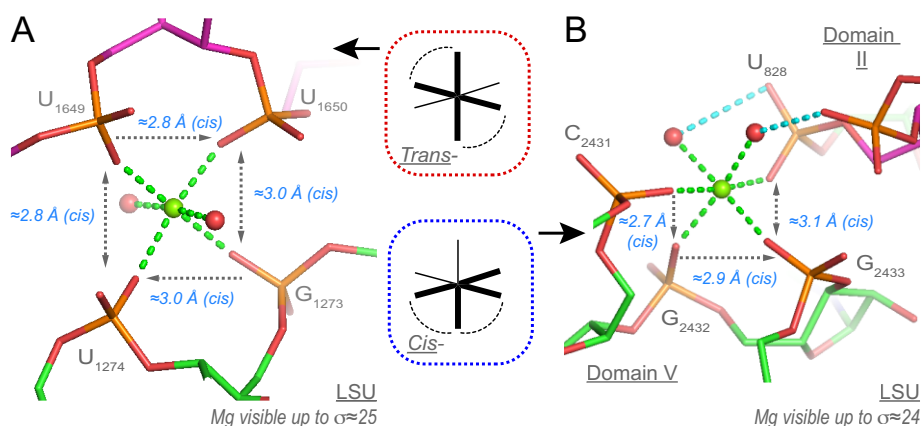 A
U1649
U1650
≈2.8 Å (cis)
≈2.8 Å (cis)
≈3.0 Å (cis)
≈3.0 Å (cis)
G1273
U1274
LSU
Mg visible up to σ≈25
Trans-
Cis-
B
Domain
II
U828
C2431
≈2.7
Å (cis)
≈3.1 Å (cis)
≈2.9 Å (cis)
G2433
G2432
Domain V
LSU
Mg visible up to σ≈24